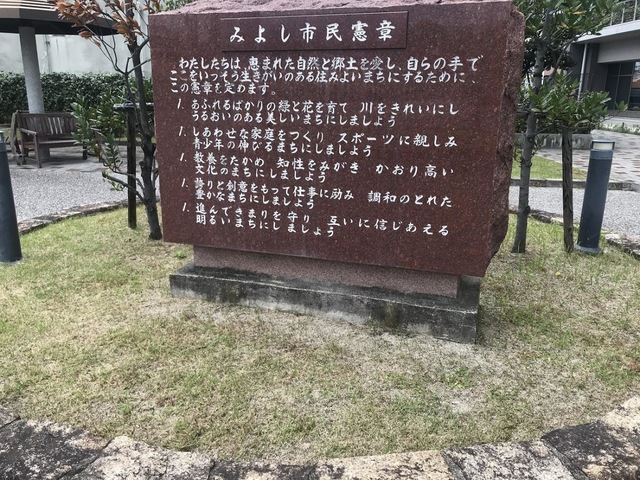 みよし市民憲章
わたしたちは、恵まれた自然と郷土を愛し、自らの手で
ここをいっそう生きがいのある住みよいまちにするために、
この憲章を定めます。
1. あふれるばかりの緑と花を育て 川をきれいにし
うるおいのある美しいまちにしましょう
1. しあわせな家庭をつくり スポーツに親しみ
青少年の伸びるまちにしましょう
1. 教養をたかめ 知性をみがき かおり高い
文化のまちにしましょう
1. 誇りと創意をもって仕事に励み 調和のとれた
豊かなまちにしましょう
1. 進んできまりを守り 互いに信じあえる
明るいまちにしましょう